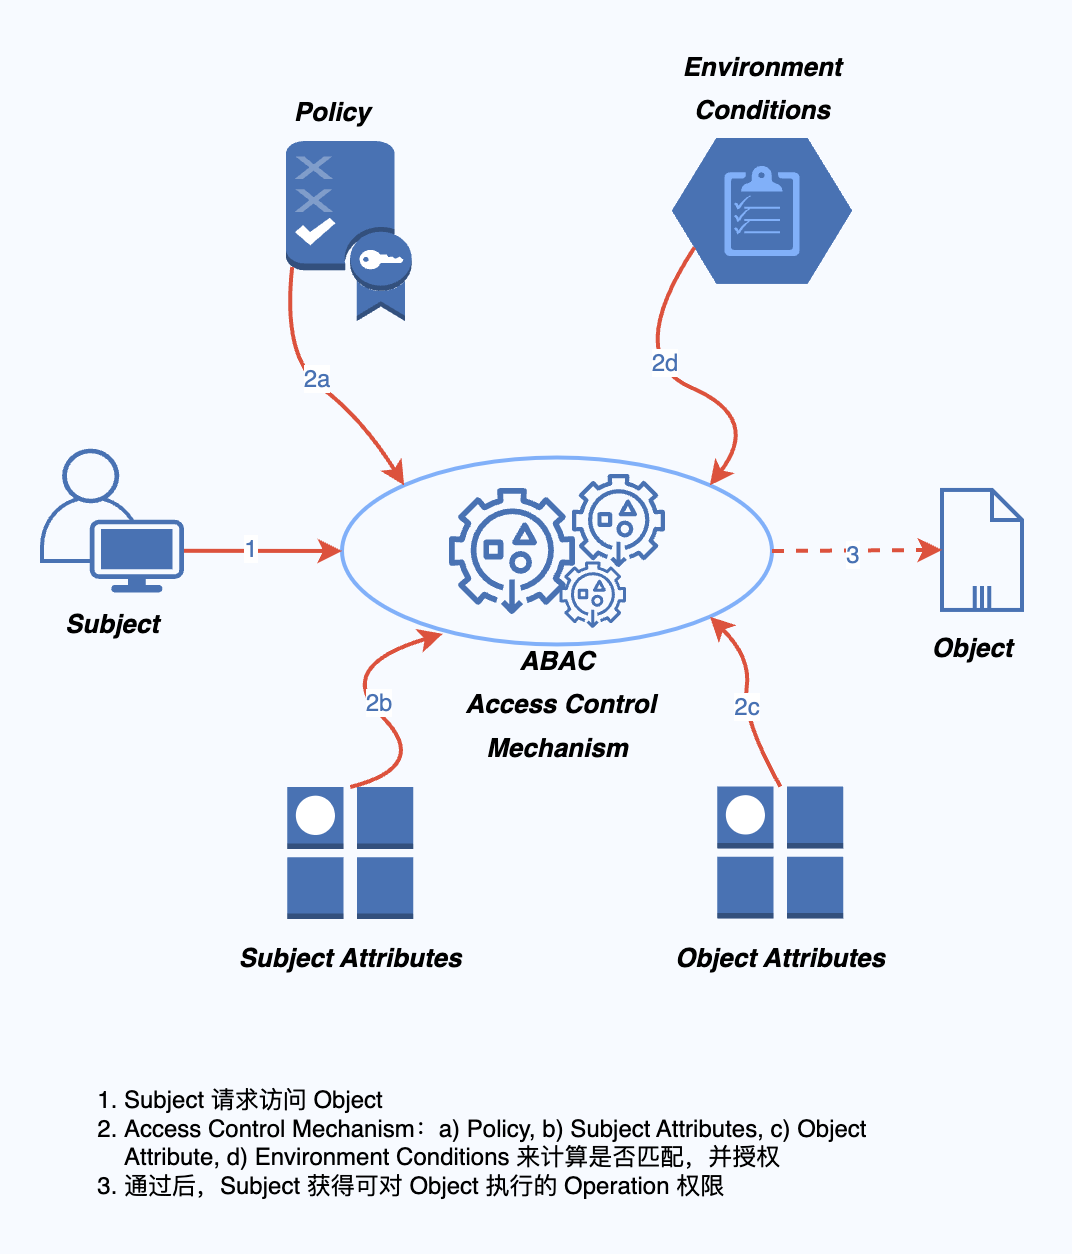 Environment
Conditions
Policy
2a
2d
1
3
Subject
Object
ABAC
Access Control
Mechanism
2b
2c
Subject Attributes
Object Attributes
1. Subject 请求访问 Object
2. Access Control Mechanism：a) Policy, b) Subject Attributes, c) Object
Attribute, d) Environment Conditions 来计算是否匹配，并授权
3. 通过后，Subject 获得可对 Object 执行的 Operation 权限